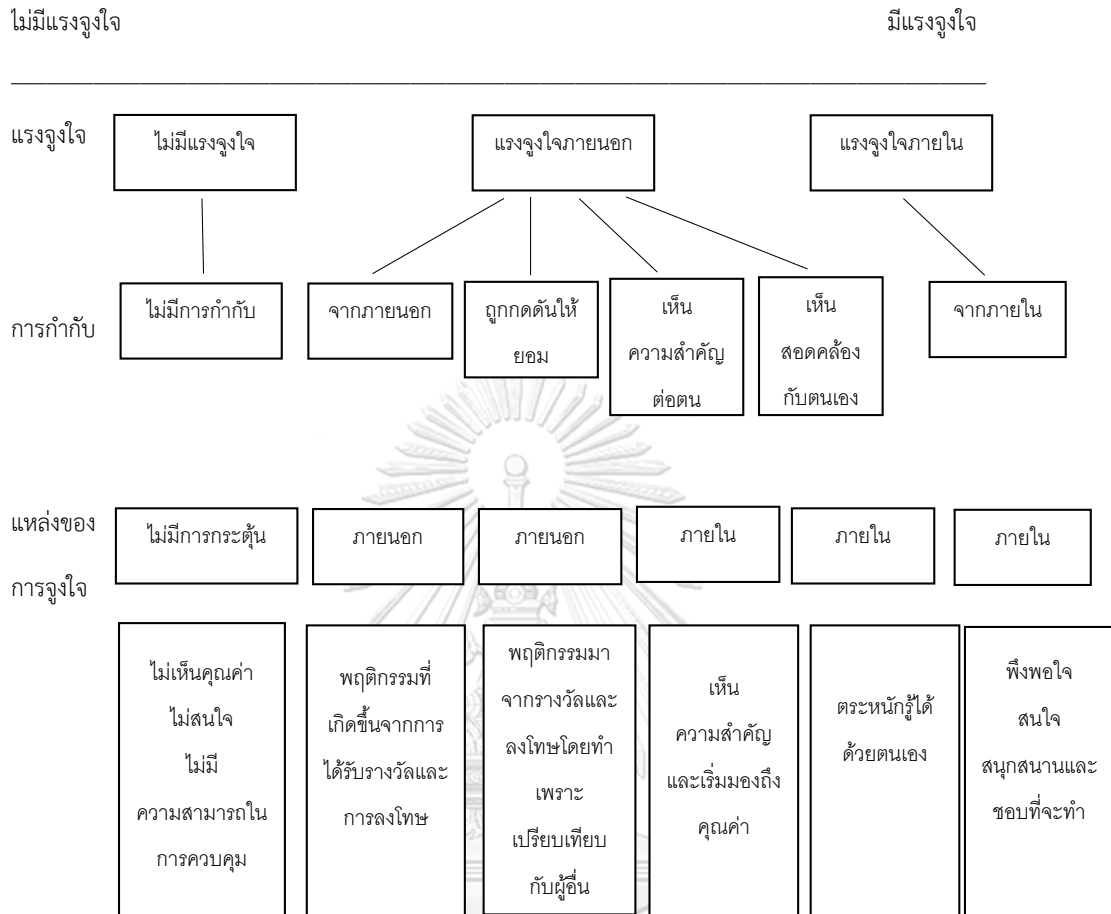 ไม่มีแรงจูงใจ มีแรงจูงใจ
แรงจูงใจ
ไม่มีแรงจูงใจ
แรงจูงใจภายนอก
แรงจูงใจภายใน
การกำกับ
ไม่มีการกำกับ
จากภายนอก
ถูกกดดันให้
ยอม
เห็น
ความสำคัญ
ต่อตน
เห็น
สอดคล้อง
กับตนเอง
จากภายใน
แหล่งของ
การจูงใจ
ไม่มีการกระตุ้น
ภายนอก
ภายนอก
ภายใน
ภายใน
ภายใน
ไม่เห็นคุณค่า
ไม่สนใจ
ไม่มี
ความสามารถใน
การควบคุม
พฤติกรรมที่
เกิดขึ้นจากการ
ได้รับรางวัลและ
การลงโทษ
พฤติกรรมมา
จากรางวัลและ
ลงโทษโดยทำ
เพราะ
เปรียบเทียบ
กับผู้อื่น
เห็น
ความสำคัญ
และเริ่มมองถึง
คุณค่า
ตระหนักรู้ได้
ด้วยตนเอง
พึงพอใจ
สนใจ
สนุกสนานและ
ชอบที่จะทำ